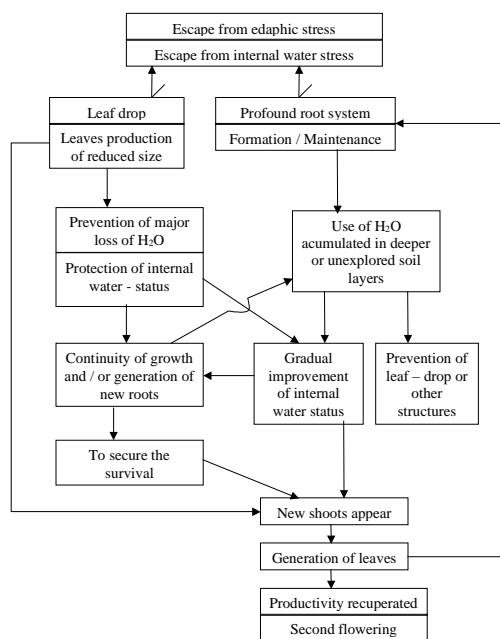 Escape from edaphic stress
Escape from internal water stress
Leaf drop
Leaves production
of reduced size
Profound root system
Formation / Maintenance
Prevention of major
loss of H₂O
Protection of internal
water - status
Use of H₂O
acumulated in deeper
or unexplored soil
layers
Continuity of growth
and / or generation of
new roots
Gradual
improvement
of internal
water status
Prevention of
leaf – drop or
other
structures
To secure the
survival
New shoots appear
Generation of leaves
Productivity recuperated
Second flowering